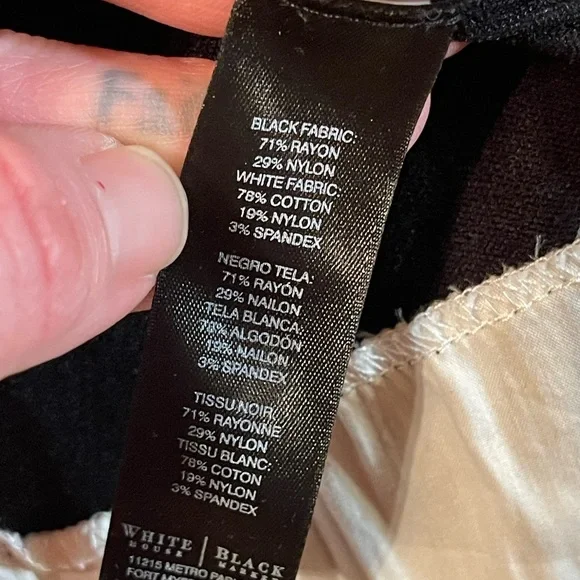 BLACK FABRIC:
71% RAYON
29% NYLON
WHITE FABRIC:
78% COTTON
19% NYLON
3% SPANDEX
NEGRO TELA:
71% RAYÓN
29% NAILON
TELA BLANCA:
78% ALGODÓN
19% NAILON
3% SPANDEX
TISSU NOIR:
71% RAYONNE
29% NYLON
TISSU BLANC:
78% COTON
19% NYLON
3% SPANDEX
WHITE | BLACK
HOUSE | MARKET
11215 METRO
FORT